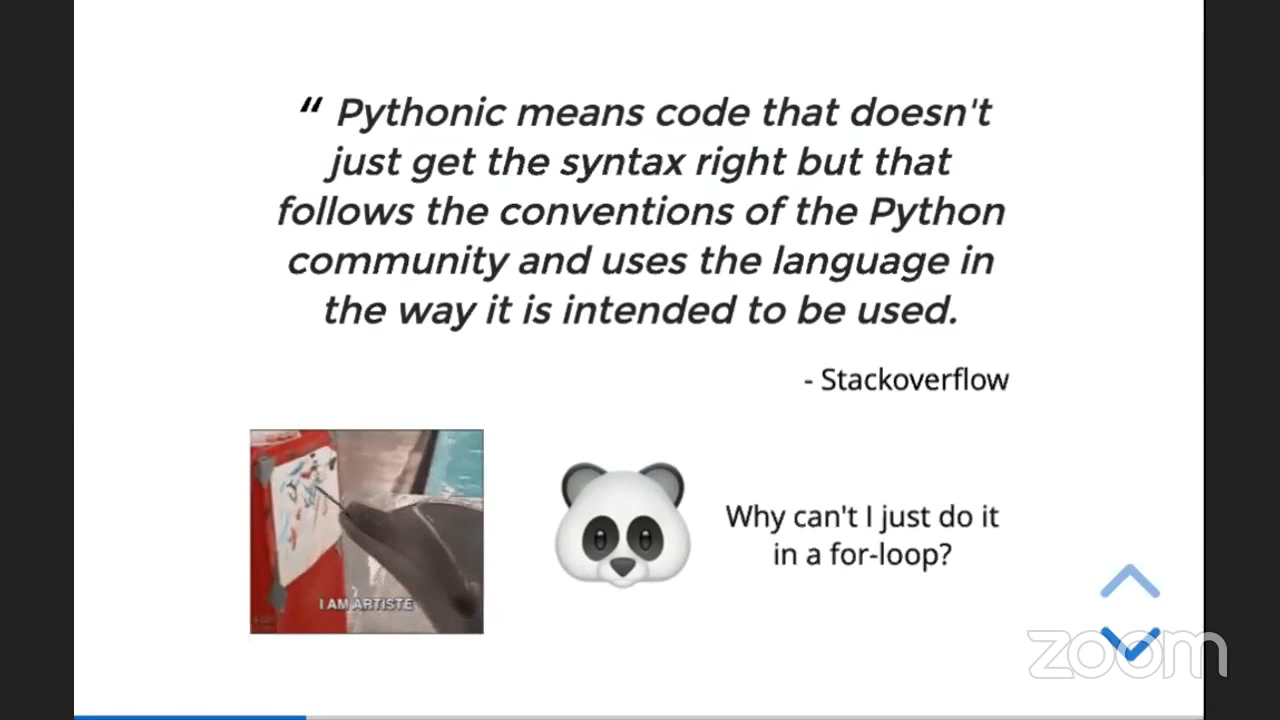 “ Pythonic means code that doesn't
just get the syntax right but that
follows the conventions of the Python
community and uses the language in
the way it is intended to be used.
- Stackoverflow
I AM ARTISTE
Why can't I just do it
in a for-loop?
zoom